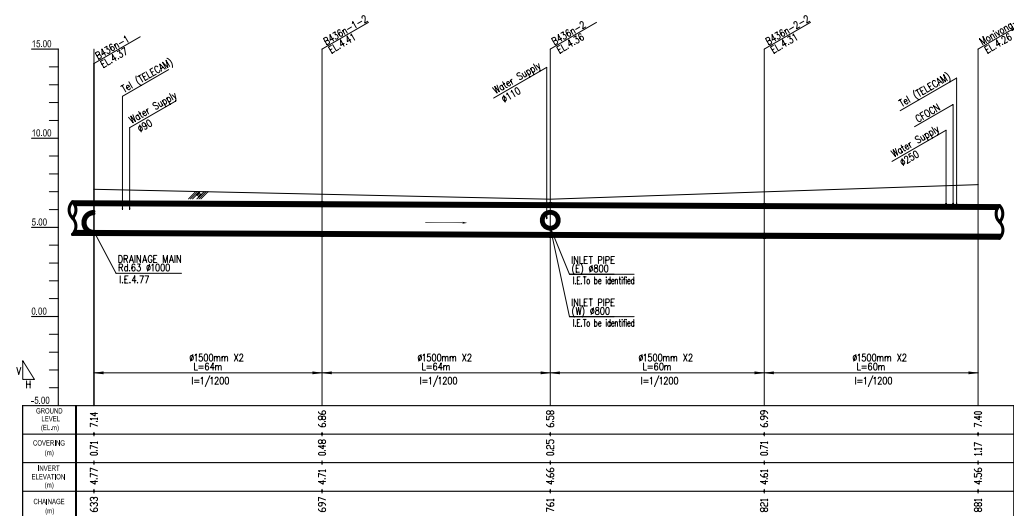 B436n-1
EL.4.37
B436n-1-2
EL.4.41
B436n-2
EL.4.36
B436n-2-2
EL.4.31
EL.4.26
15.00
10.00
5.00
0.00
-5.00
Tel (TELECAM)
Water Supply
ø90
Water Supply
ø110
Tel (TELECAM)
CFOCN
Water Supply
ø250
DRAINAGE MAIN
Rd.63 ø1000
I.E.4.77
INLET PIPE
(E) ø800
I.E.To be identified
INLET PIPE
(W) ø800
I.E.To be identified
V
H
ø1500mm X2
L=64m
I=1/1200
ø1500mm X2
L=64m
I=1/1200
ø1500mm X2
L=60m
I=1/1200
ø1500mm X2
L=60m
I=1/1200
GROUND
LEVEL
(EL.m)
7.14 6.86 6.58 6.99 7.40
COVERING
(m)
0.71 0.48 0.25 0.71 1.17
INVERT
ELEVATION
(m)
4.77 4.71 4.66 4.61 4.56
CHAINAGE
(m)
633 697 761 821 881